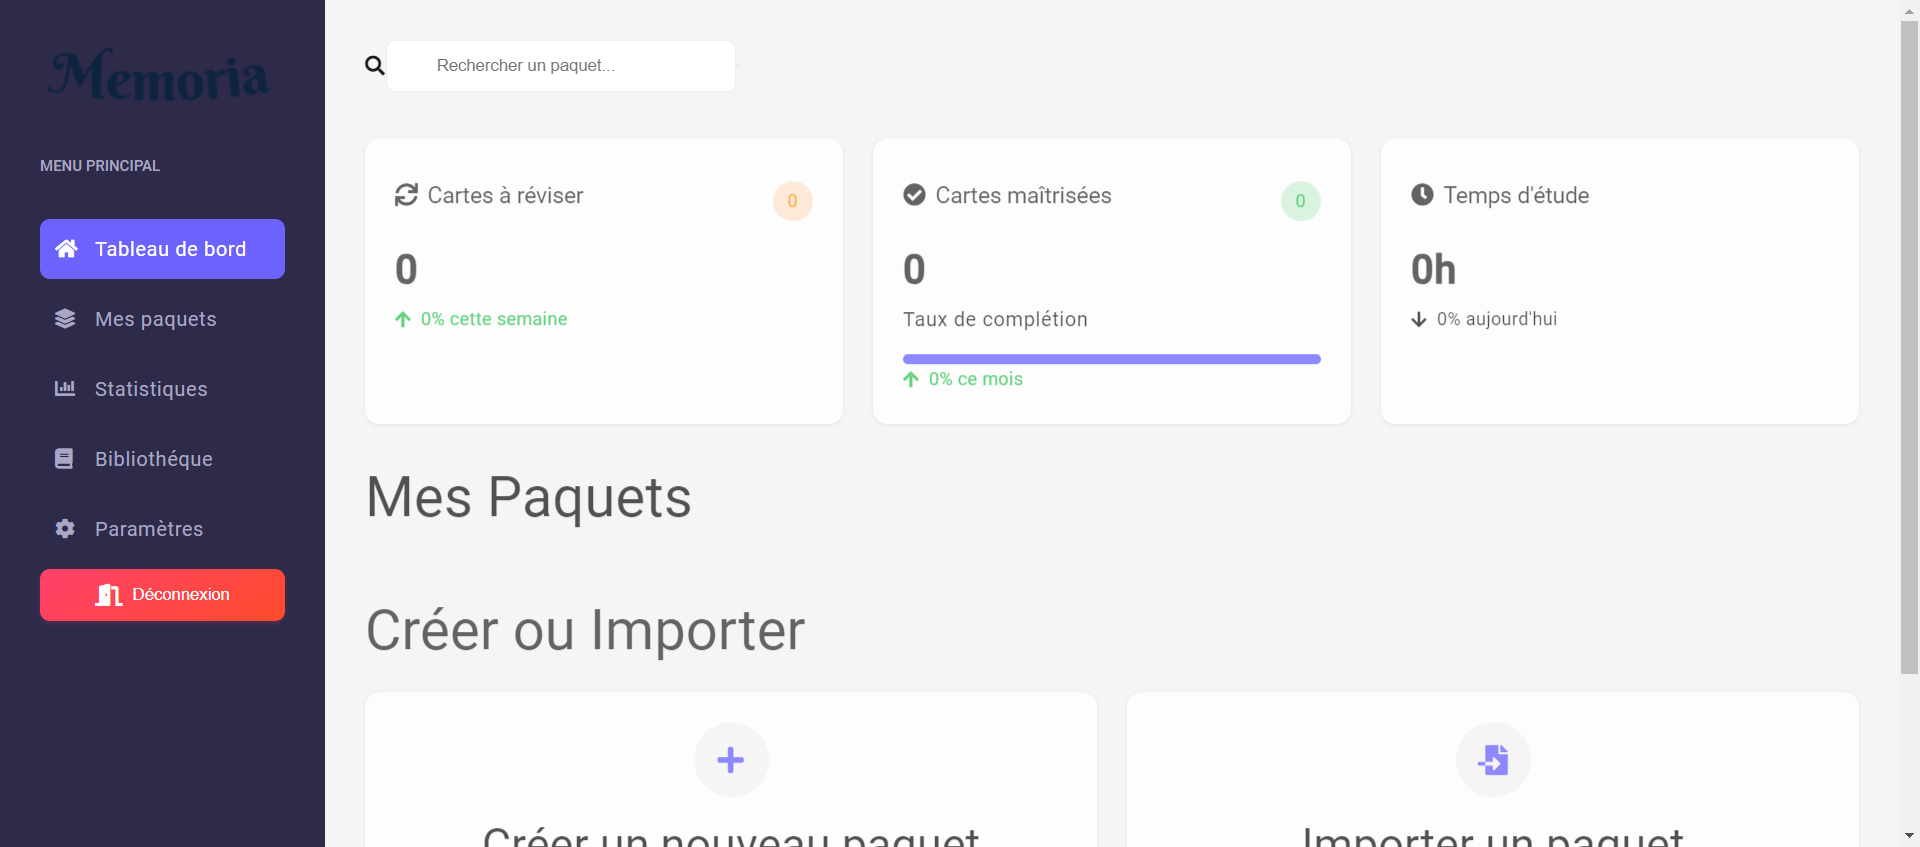 Memoria
MENU PRINCIPAL
Tableau de bord
Mes paquets
Statistiques
Bibliothéque
Paramètres
Déconnexion
Rechercher un paquet...
Cartes à réviser
0
0
0% cette semaine
Cartes maîtrisées
0
0
Taux de complétion
0% ce mois
Temps d'étude
0h
0% aujourd'hui
Mes Paquets
Créer ou Importer
Créer un nouveau paquet
Importer un paquet